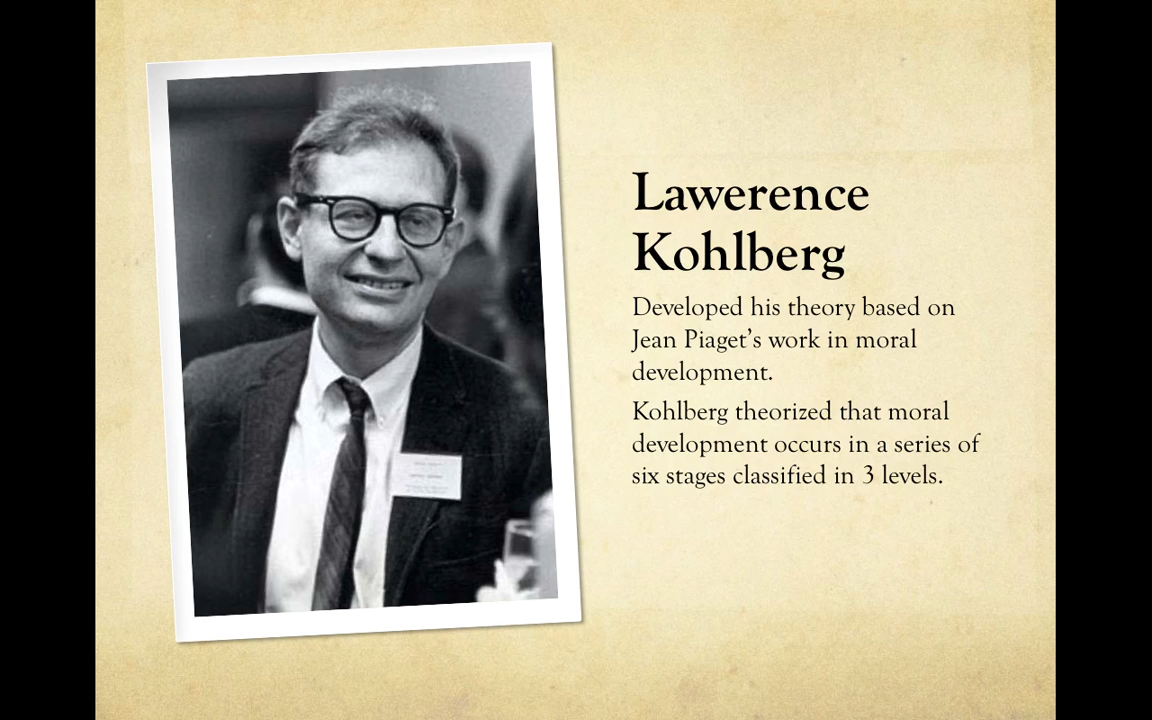 Lawerence
Kohlberg
Developed his theory based on
Jean Piaget’s work in moral
development.
Kohlberg theorized that moral
development occurs in a series of
six stages classified in 3 levels.